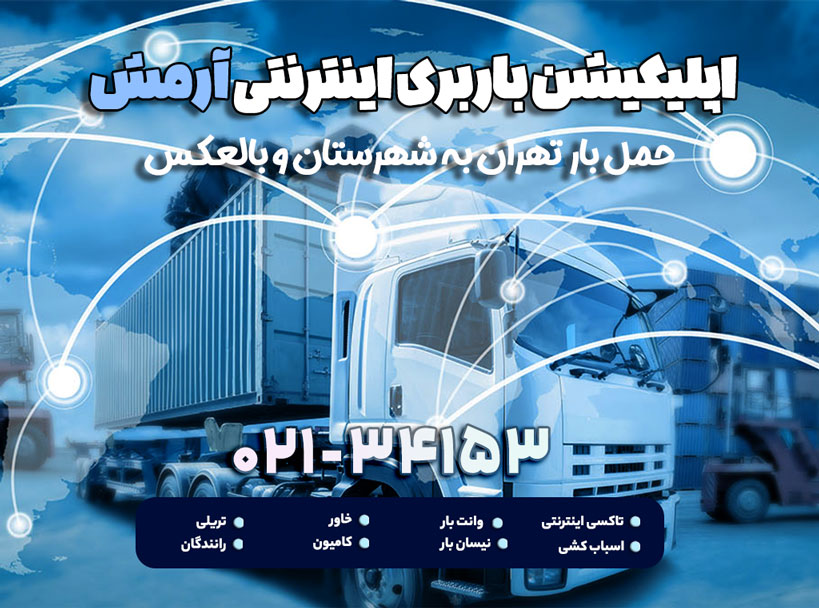 اپلیکیشن باربری اینترنتی آرمش
حمل بار تهران به شهرستان و بالعکس
۰۲۱-۳۴۱۵۳
تاکسی اینترنتی وانت بار خاور تریلی
اسباب کشی نیسان بار کامیون رانندگان